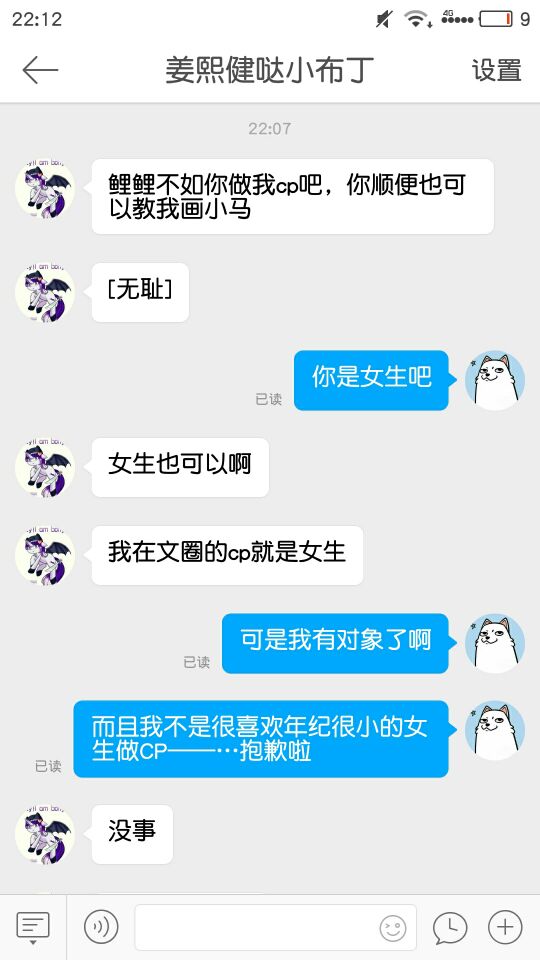 22:12
4G
9
姜熙健哒小布丁
设置
22:07
鲤鲤不如你做我cp吧，你顺便也可
以教我画小马
[无耻]
你是女生吧
已读
女生也可以啊
我在文圈的cp就是女生
可是我有对象了啊
已读
而且我不是很喜欢年纪很小的女
生做CP——…抱歉啦
已读
没事